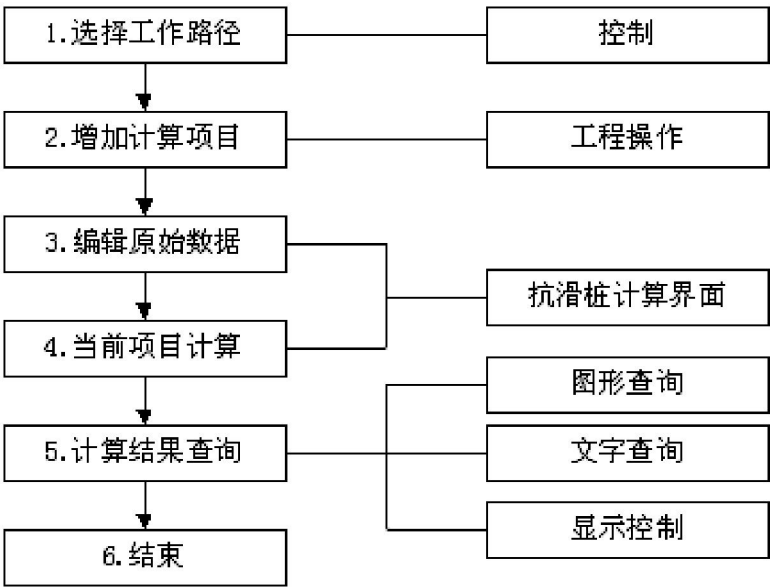 1.选择工作路径
控制
2.增加计算项目
工程操作
3.编辑原始数据
抗滑桩计算界面
4.当前项目计算
图形查询
5.计算结果查询
文字查询
显示控制
6.结束